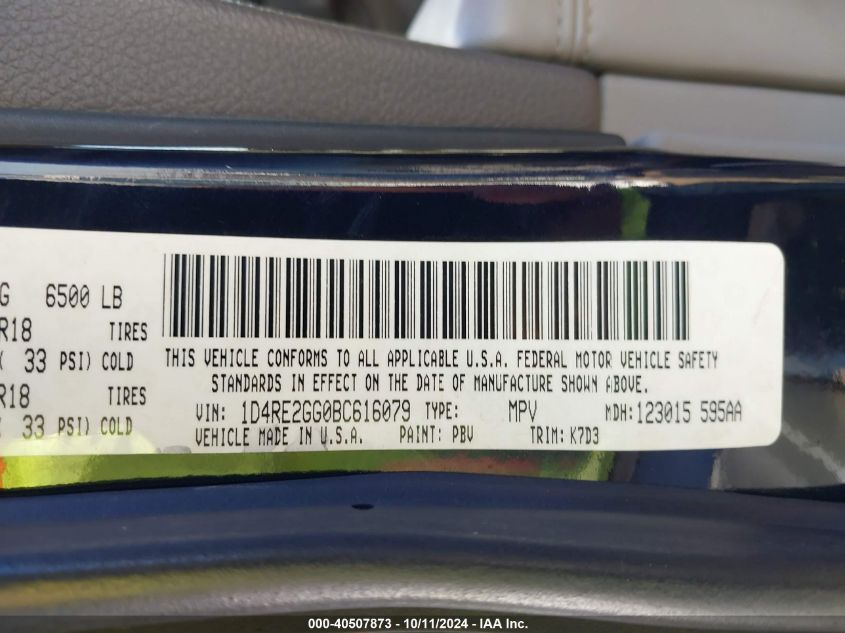 G 6500 LB
R18 TIRES
33 PSI) COLD
R18 TIRES
33 PSI) COLD
THIS VEHICLE CONFORMS TO ALL APPLICABLE U.S.A. FEDERAL MOTOR VEHICLE SAFETY
STANDARDS IN EFFECT ON THE DATE OF MANUFACTURE SHOWN ABOVE.
VIN: 1D4RE2GG0BC616079 TYPE: MPV MDH: 123015 595AA
VEHICLE MADE IN U.S.A. PAINT: PBV TRIM: K7D3
000-40507873 - 10/11/2024 - IAA Inc.